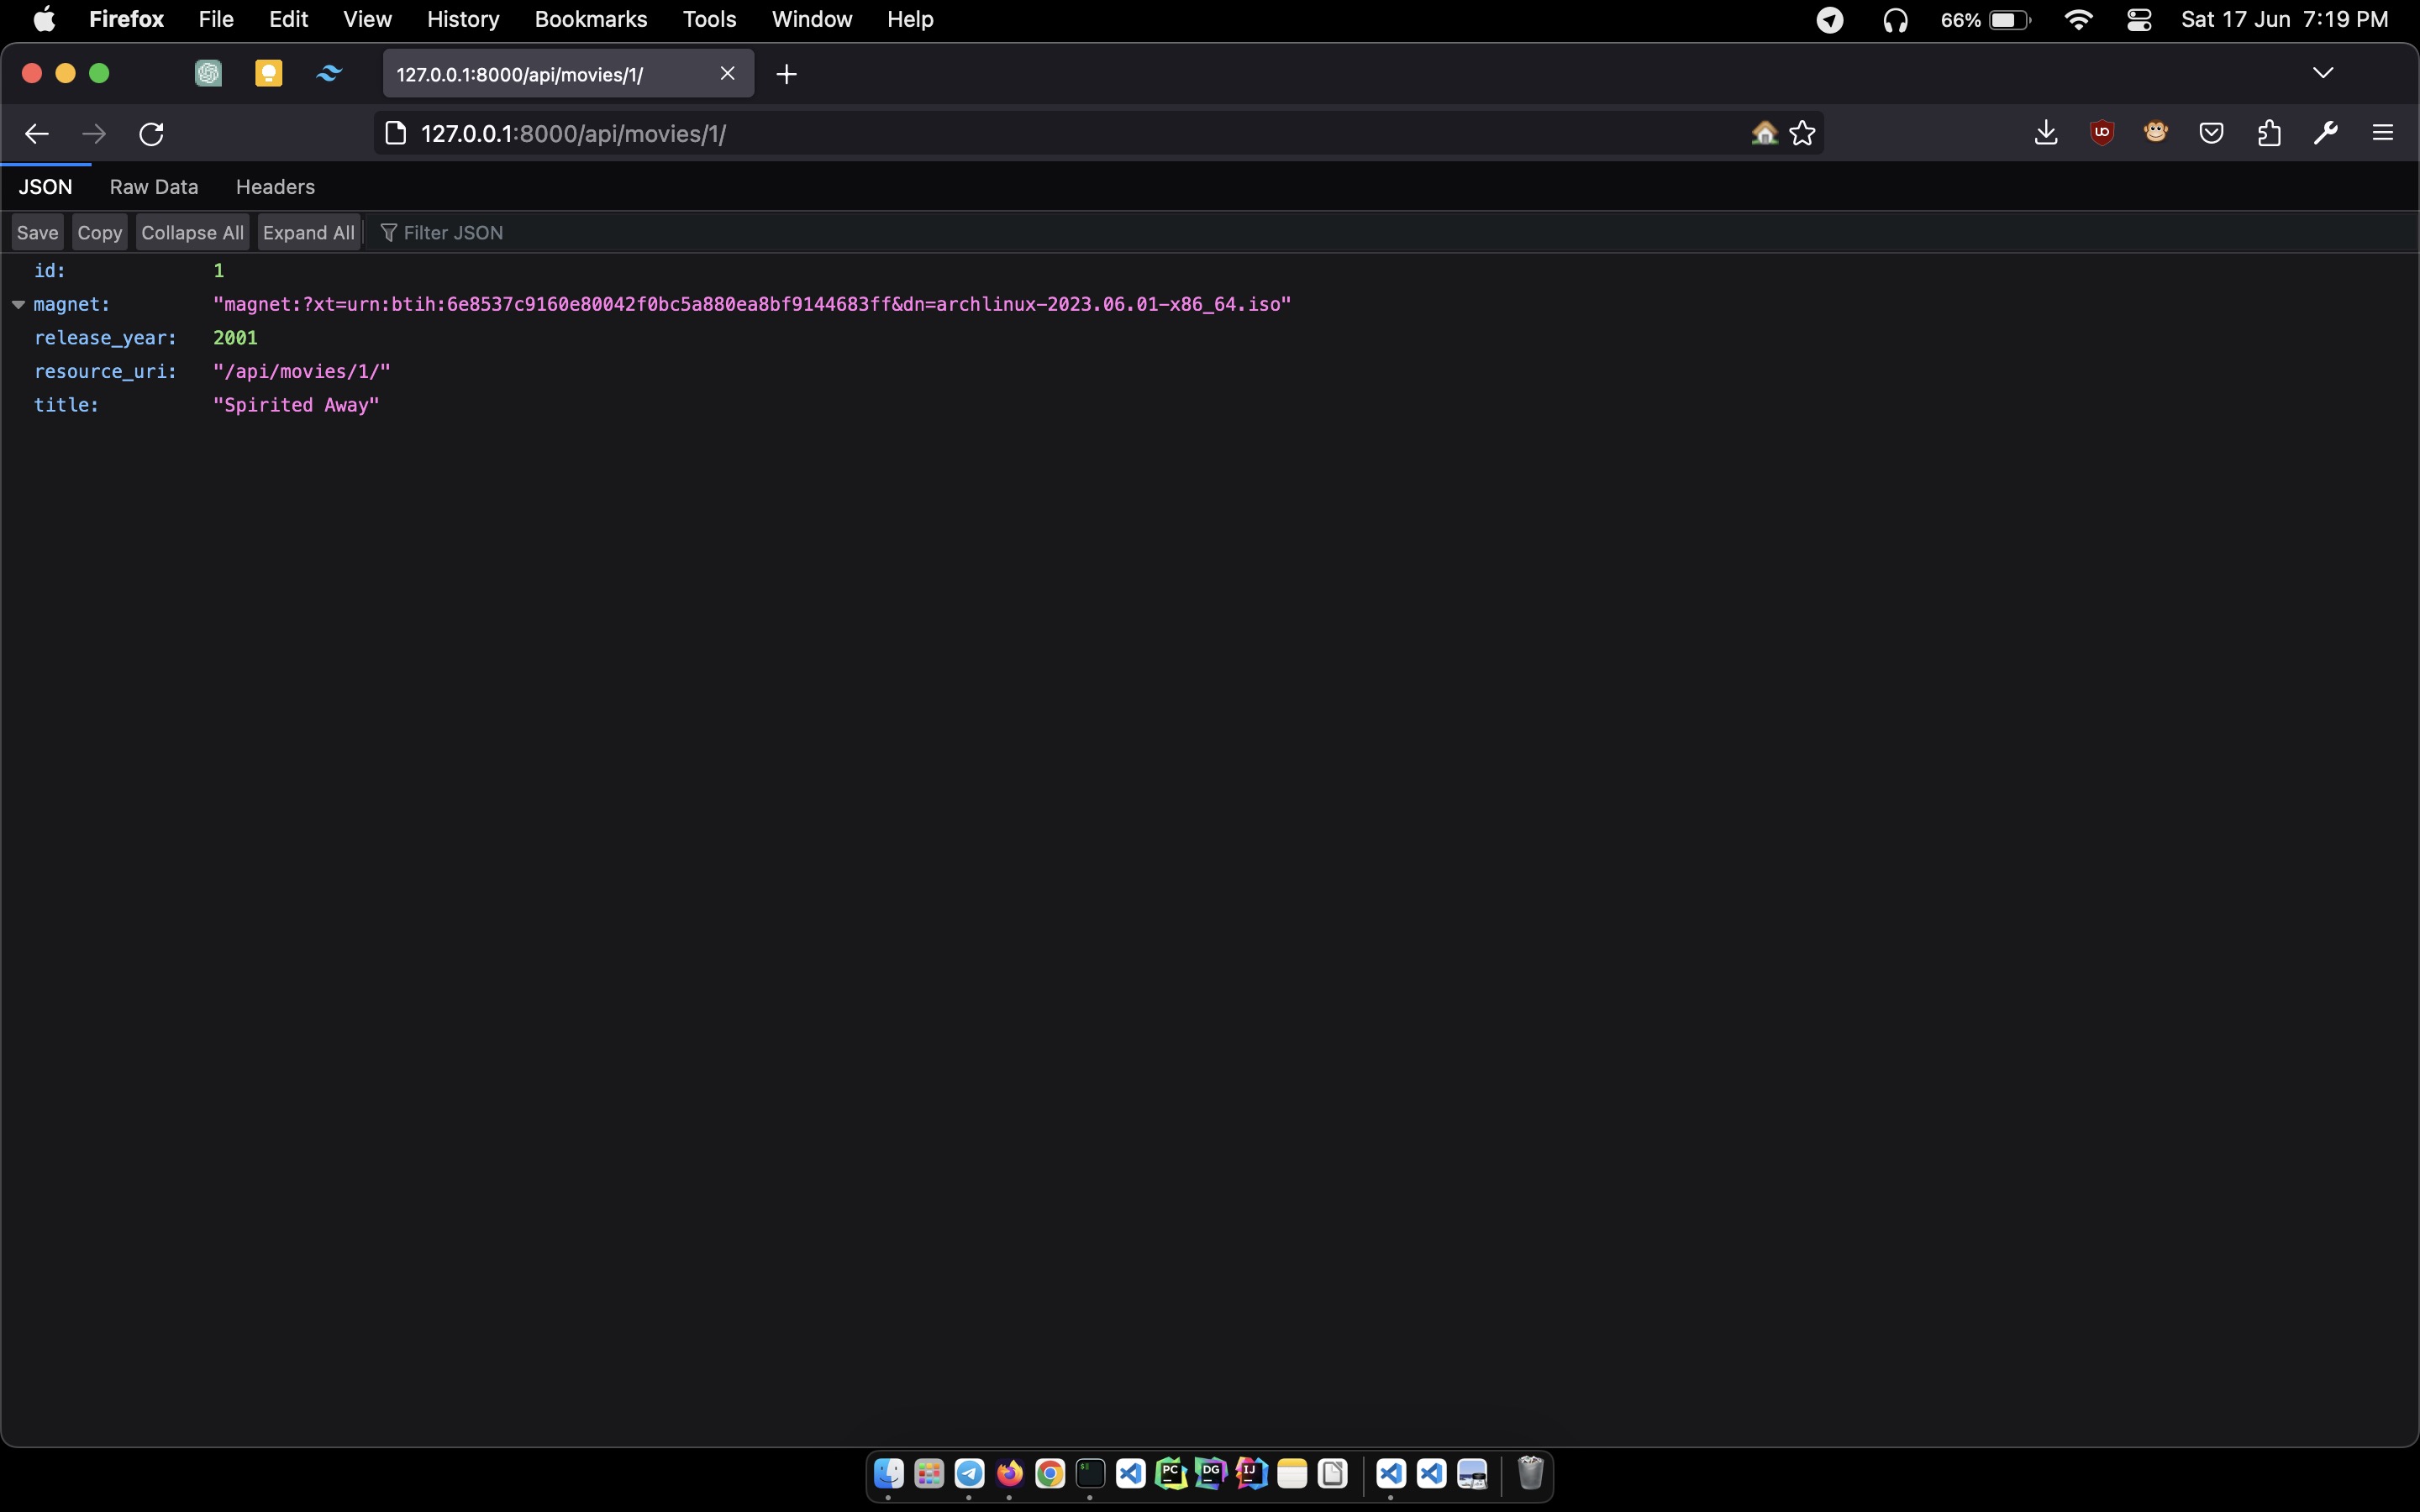 Firefox File Edit View History Bookmarks Tools Window Help 66% Sat 17 Jun 7:19 PM
127.0.0.1:8000/api/movies/1/
127.0.0.1:8000/api/movies/1/
JSON Raw Data Headers
Save Copy Collapse All Expand All Filter JSON
id: 1
magnet: "magnet:?xt=urn:btih:6e8537c9160e80042f0bc5a880ea8bf9144683ff&dn=archlinux-2023.06.01-x86_64.iso"
release_year: 2001
resource_uri: "/api/movies/1/"
title: "Spirited Away"
PC DG IJ